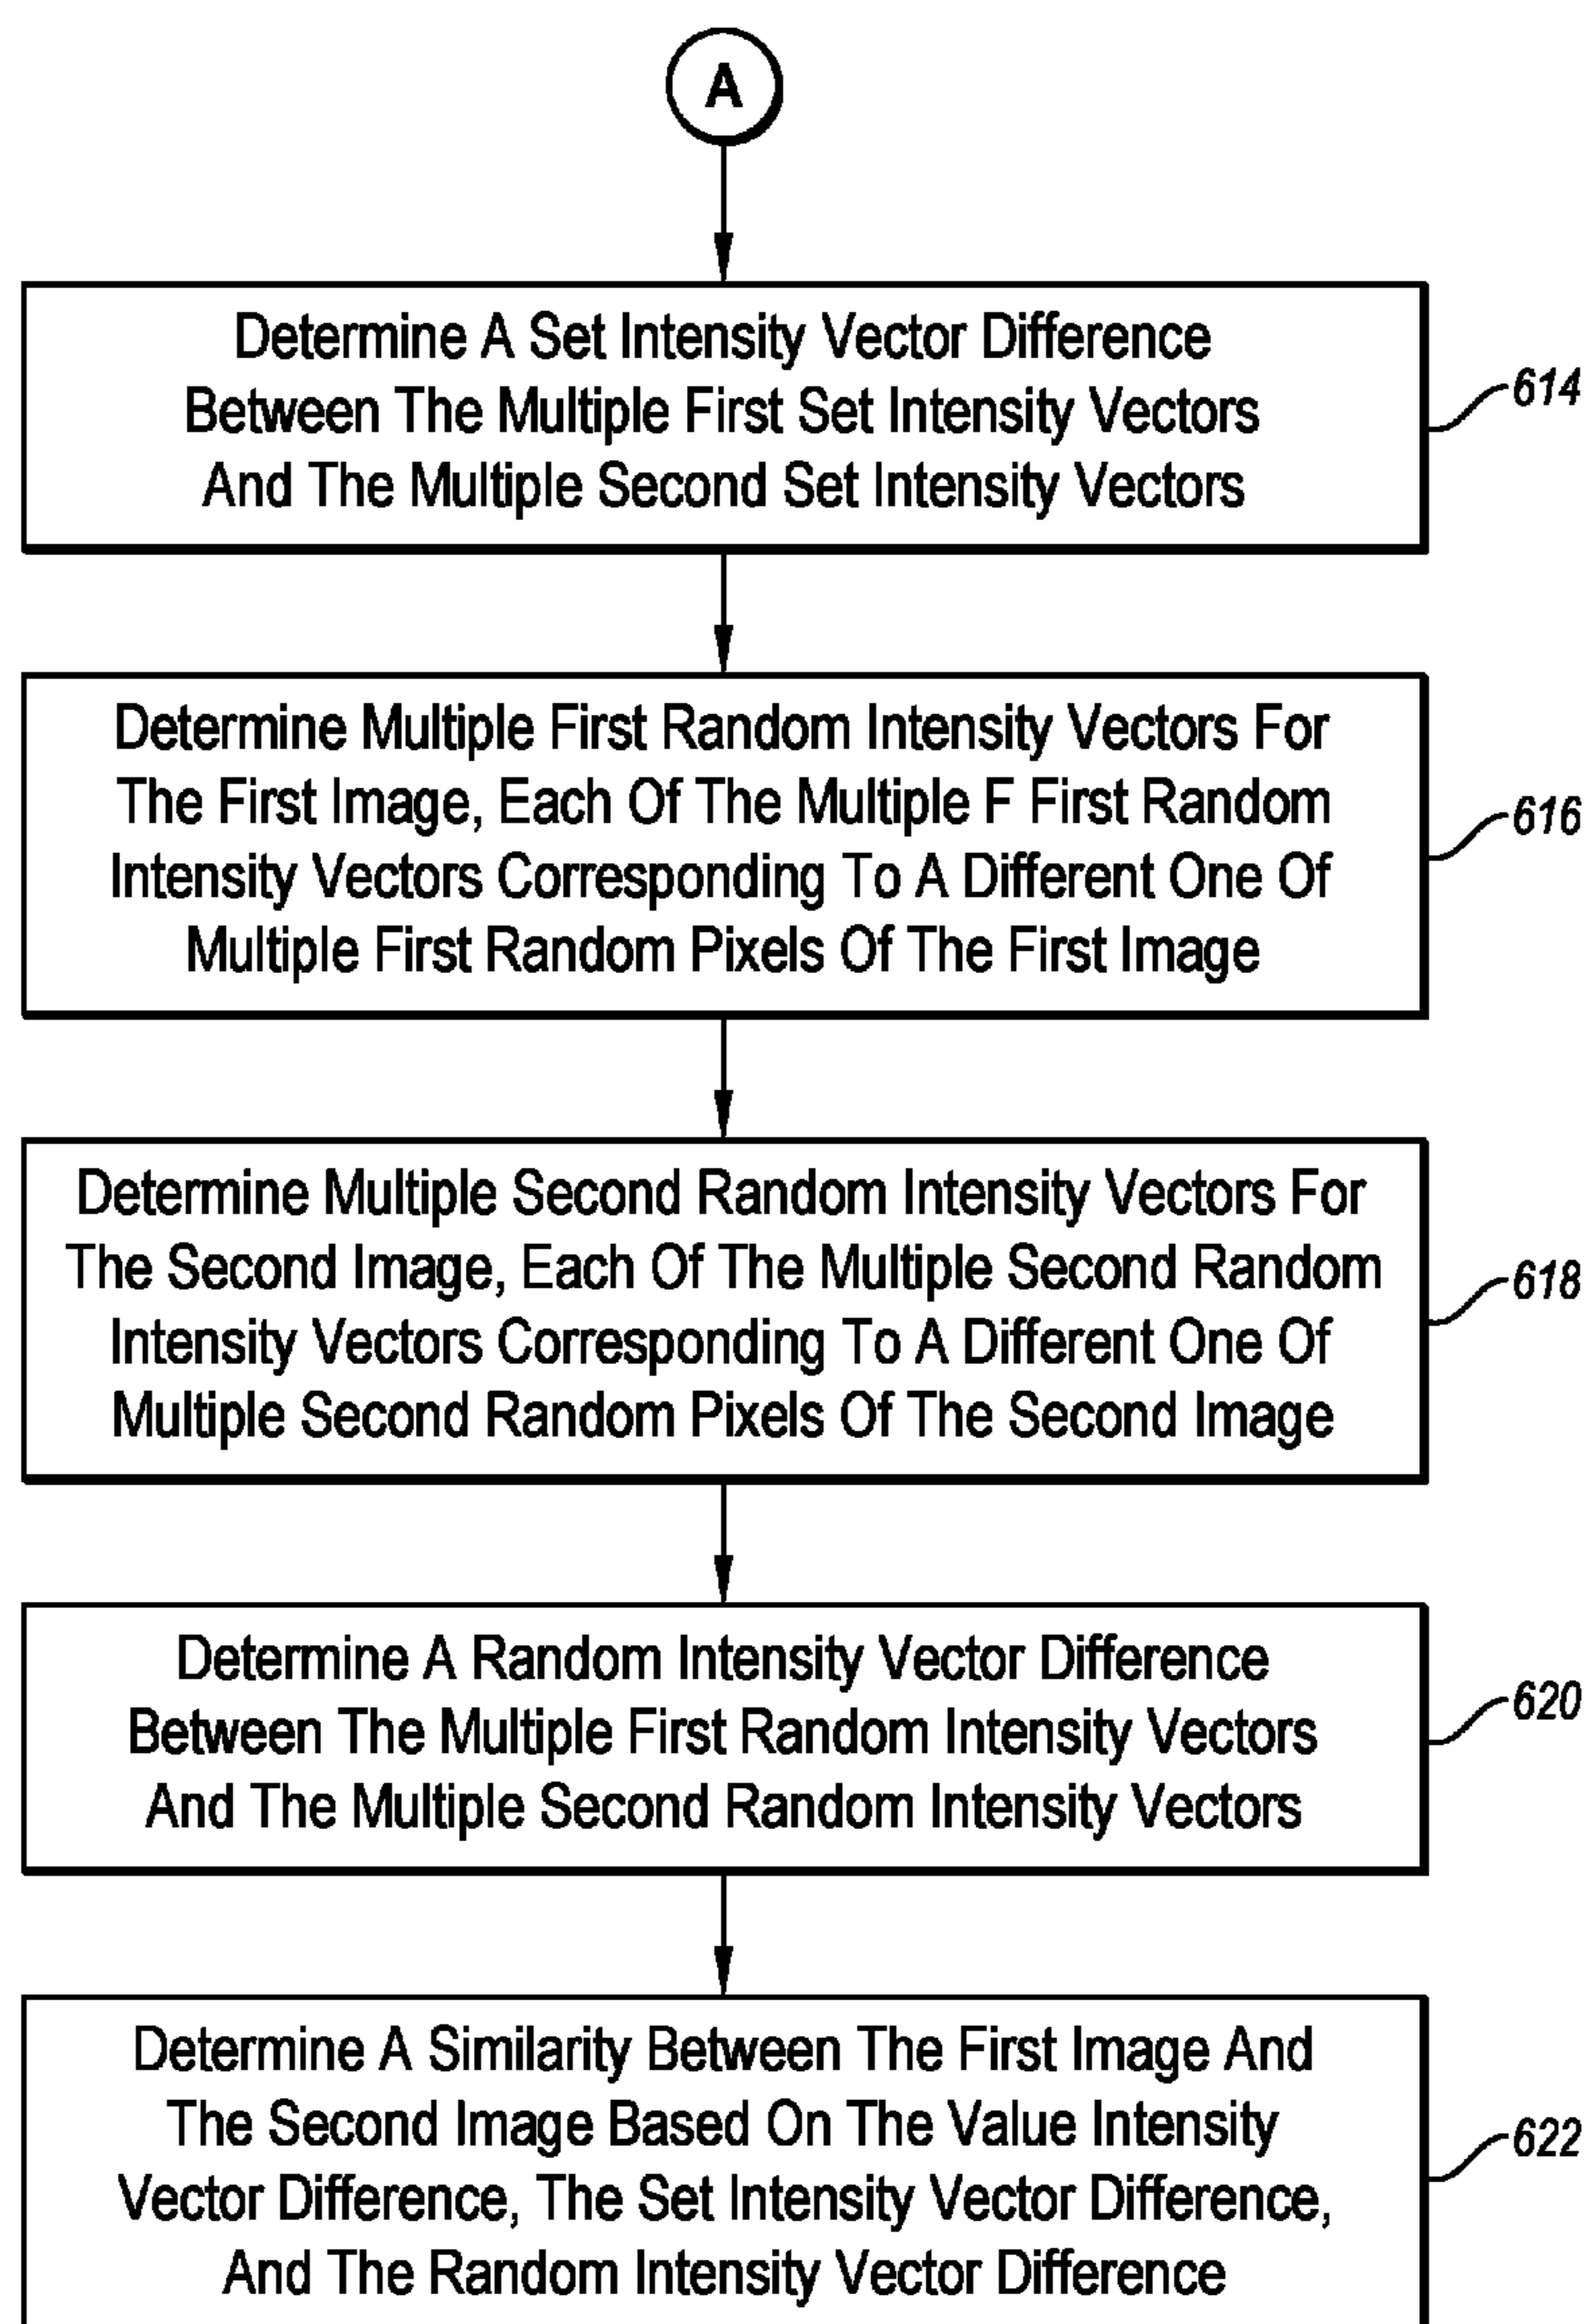 A
Determine A Set Intensity Vector Difference
Between The Multiple First Set Intensity Vectors
And The Multiple Second Set Intensity Vectors
614
Determine Multiple First Random Intensity Vectors For
The First Image, Each Of The Multiple F First Random
Intensity Vectors Corresponding To A Different One Of
Multiple First Random Pixels Of The First Image
616
Determine Multiple Second Random Intensity Vectors For
The Second Image, Each Of The Multiple Second Random
Intensity Vectors Corresponding To A Different One Of
Multiple Second Random Pixels Of The Second Image
618
Determine A Random Intensity Vector Difference
Between The Multiple First Random Intensity Vectors
And The Multiple Second Random Intensity Vectors
620
Determine A Similarity Between The First Image And
The Second Image Based On The Value Intensity
Vector Difference, The Set Intensity Vector Difference,
And The Random Intensity Vector Difference
622